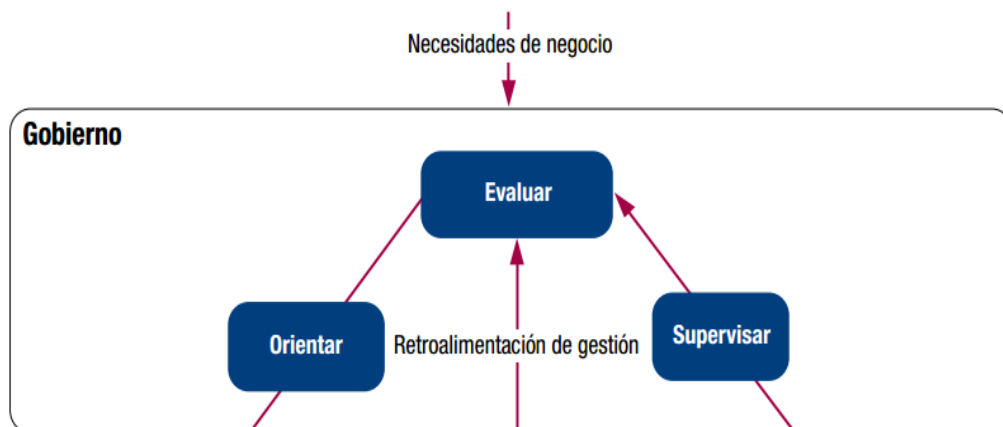 Necesidades de negocio
Gobierno
Evaluar
Orientar
Retroalimentación de gestión
Supervisar